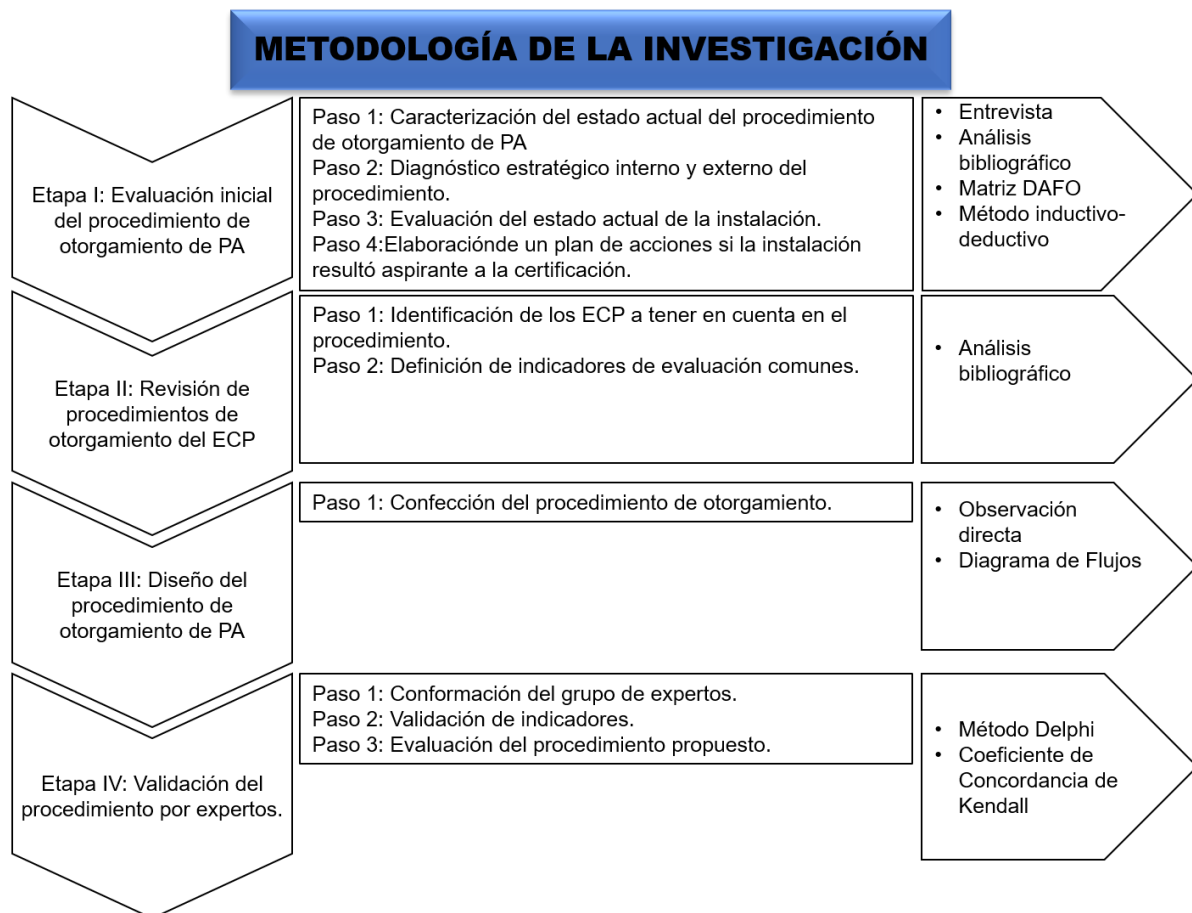 METODOLOGÍA DE LA INVESTIGACIÓN
Etapa I: Evaluación inicial
del procedimiento de
otorgamiento de PA
Paso 1: Caracterización del estado actual del procedimiento
de otorgamiento de PA
Paso 2: Diagnóstico estratégico interno y externo del
procedimiento.
Paso 3: Evaluación del estado actual de la instalación.
Paso 4:Elaboraciónde un plan de acciones si la instalación
resultó aspirante a la certificación.
• Entrevista
• Análisis
bibliográfico
• Matriz DAFO
• Método inductivo-
deductivo
Etapa II: Revisión de
procedimientos de
otorgamiento del ECP
Paso 1: Identificación de los ECP a tener en cuenta en el
procedimiento.
Paso 2: Definición de indicadores de evaluación comunes.
• Análisis
bibliográfico
Etapa III: Diseño del
procedimiento de
otorgamiento de PA
Paso 1: Confección del procedimiento de otorgamiento.
• Observación
directa
• Diagrama de Flujos
Etapa IV: Validación del
procedimiento por expertos.
Paso 1: Conformación del grupo de expertos.
Paso 2: Validación de indicadores.
Paso 3: Evaluación del procedimiento propuesto.
• Método Delphi
• Coeficiente de
Concordancia de
Kendall